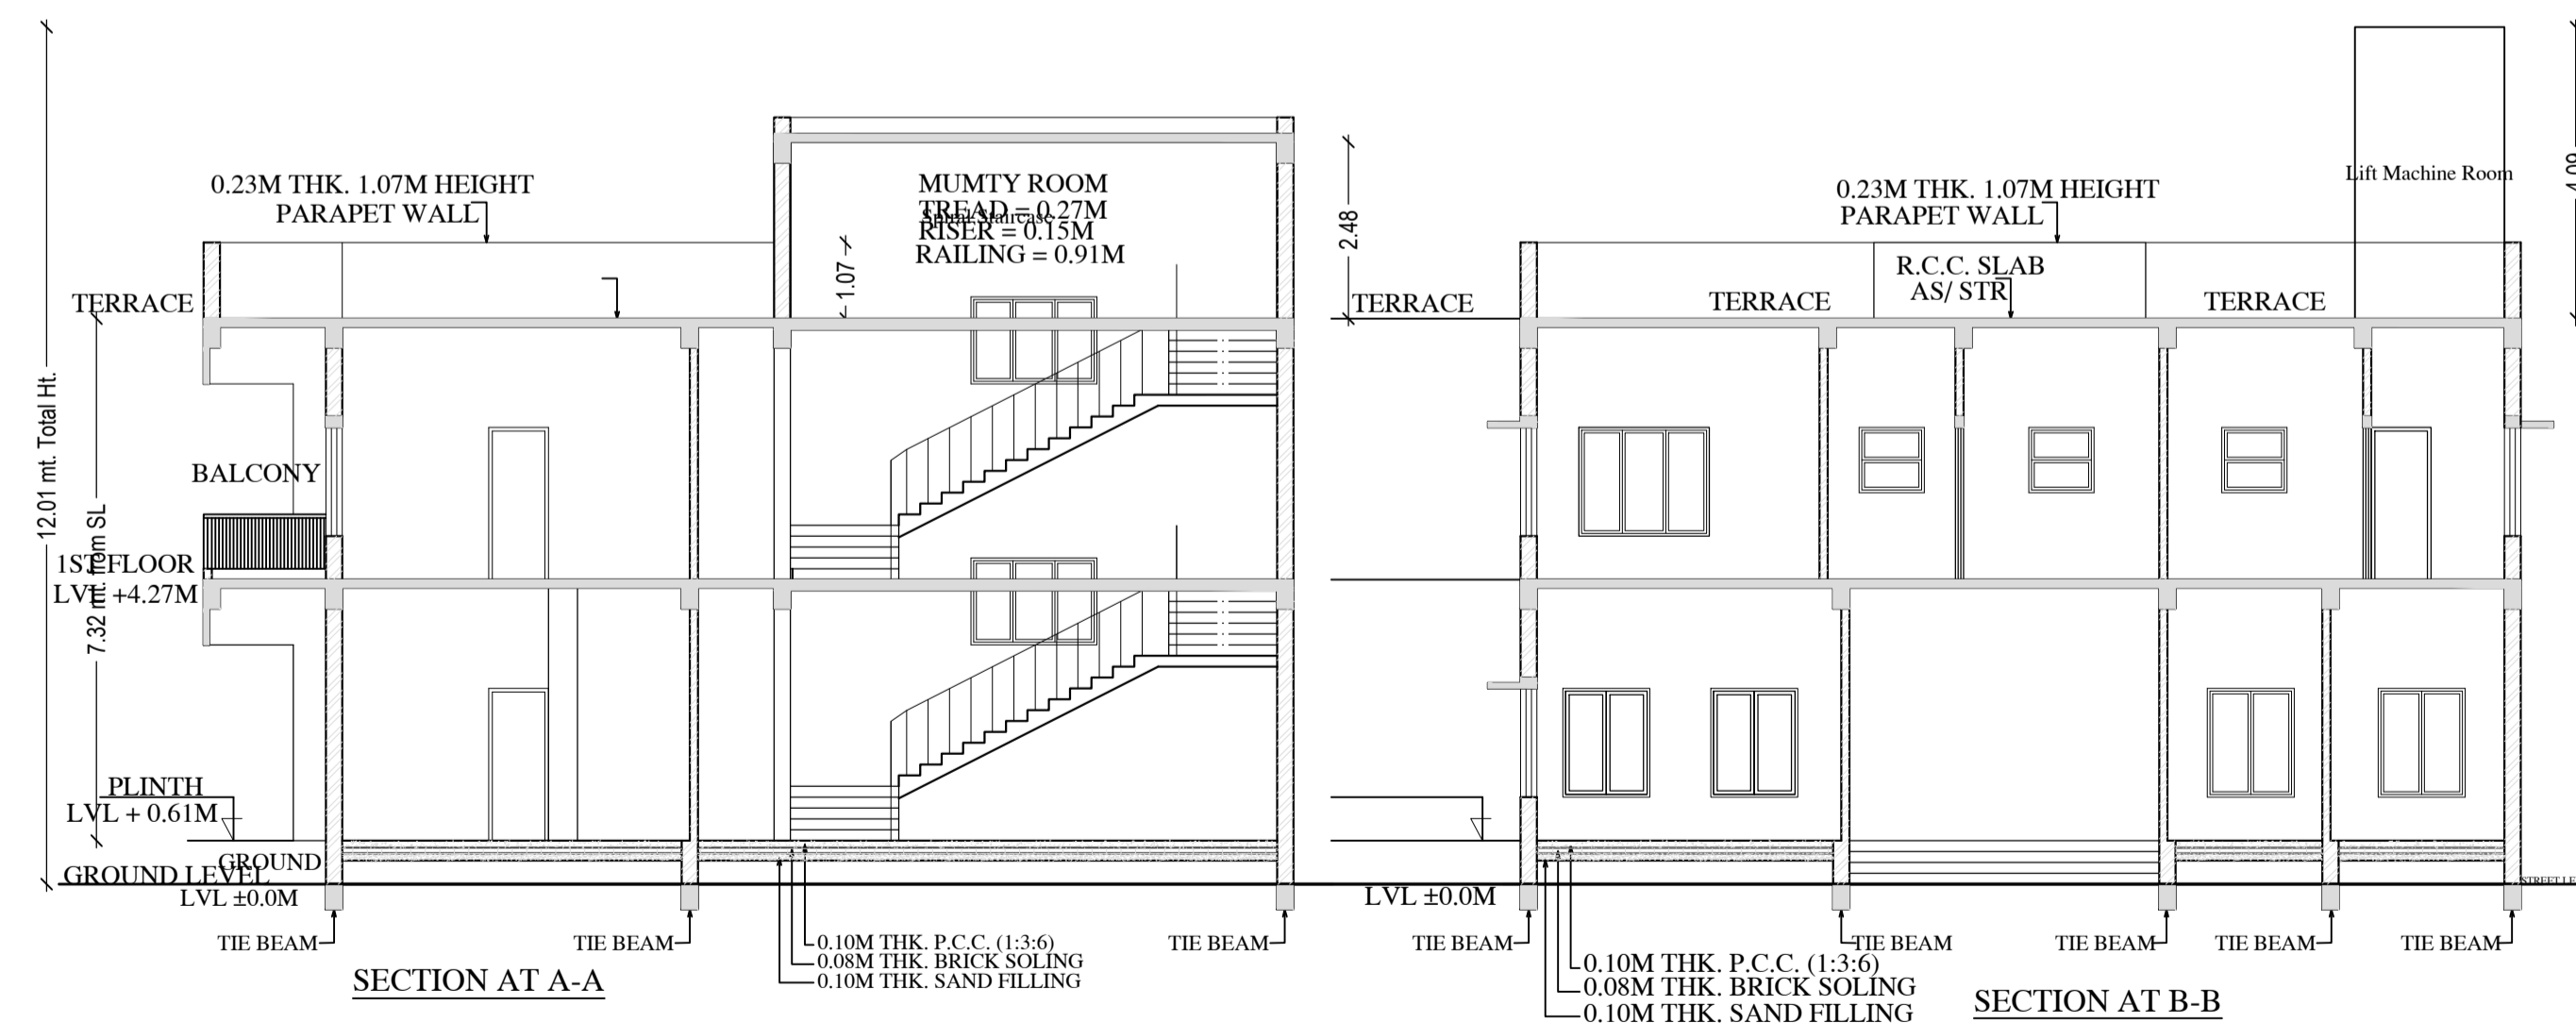 12.01 mt. Total Ht.
0.23M THK. 1.07M HEIGHT
PARAPET WALL
TERRACE
7.32 mt. from SL
BALCONY
1ST FLOOR
LVL +4.27M
PLINTH
LVL + 0.61M
GROUND
GROUND LEVEL
LVL ±0.0M
MUMTY ROOM
TREAD = 0.27M
Spiral Staircase
RISER = 0.15M
RAILING = 0.91M
1.07
2.48
TIE BEAM
TIE BEAM
TIE BEAM
0.10M THK. P.C.C. (1:3:6)
0.08M THK. BRICK SOLING
0.10M THK. SAND FILLING
SECTION AT A-A
Lift Machine Room
4.09
0.23M THK. 1.07M HEIGHT
PARAPET WALL
R.C.C. SLAB
AS/ STR
TERRACE
TERRACE
TERRACE
LVL ±0.0M
STREET LE
TIE BEAM
TIE BEAM
TIE BEAM
TIE BEAM
TIE BEAM
0.10M THK. P.C.C. (1:3:6)
0.08M THK. BRICK SOLING
0.10M THK. SAND FILLING
SECTION AT B-B